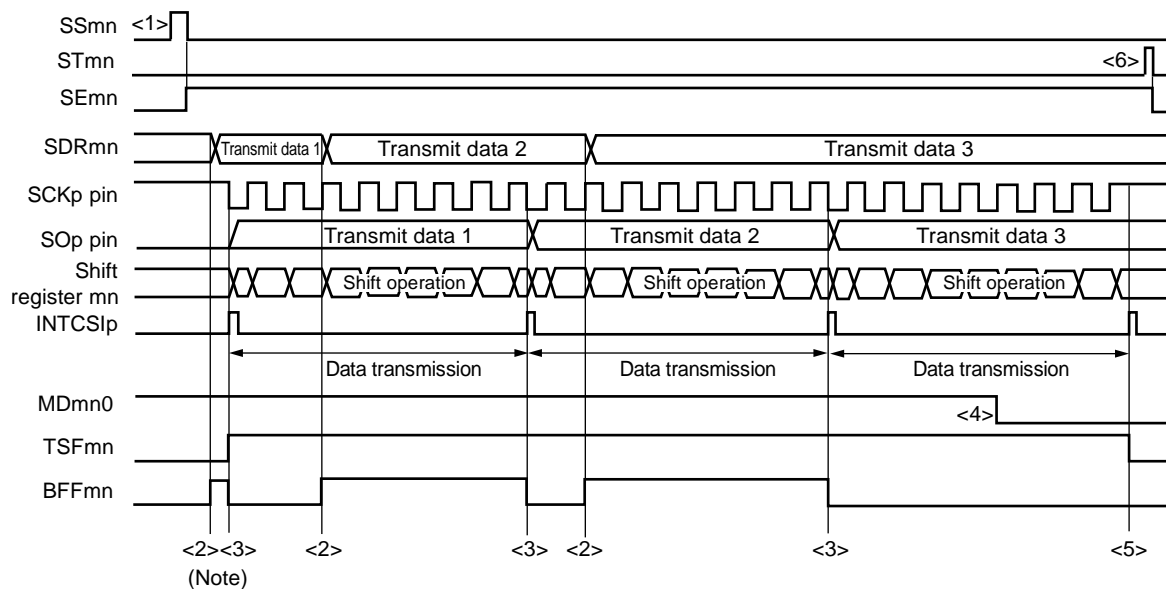 SSmn <1>
STmn <6>
SEmn
SDRmn Transmit data 1 Transmit data 2 Transmit data 3
SCKp pin
SOp pin Transmit data 1 Transmit data 2 Transmit data 3
Shift
register mn Shift operation Shift operation Shift operation
INTCSIp
Data transmission Data transmission Data transmission
MDmn0 <4>
TSFmn
BFFmn
<2> <3> <2> <3> <2> <3> <5>
(Note)